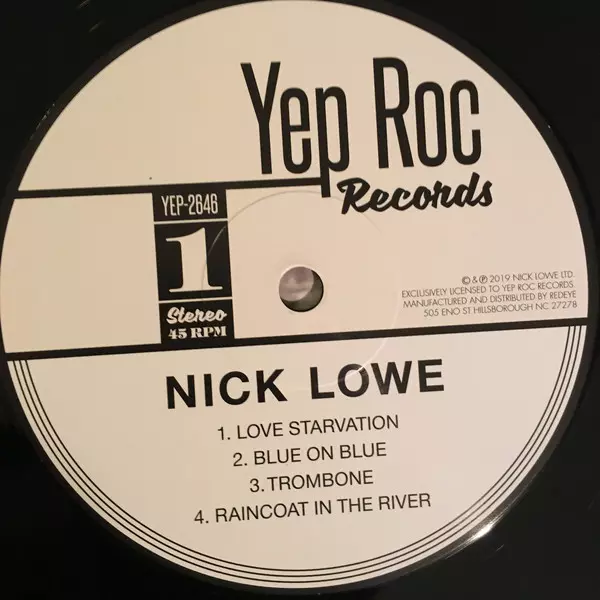 Yep Roc
Records
YEP-2646
1
Stereo
45 RPM
© & ℗ 2019 NICK LOWE LTD.
EXCLUSIVELY LICENSED TO YEP ROC RECORDS.
MANUFACTURED AND DISTRIBUTED BY REDEYE
505 ENO ST HILLSBOROUGH NC 27278
NICK LOWE
1. LOVE STARVATION
2. BLUE ON BLUE
3. TROMBONE
4. RAINCOAT IN THE RIVER